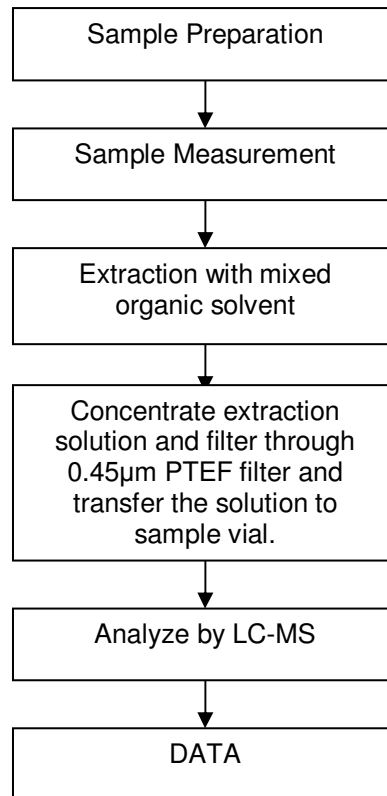 Sample Preparation
Sample Measurement
Extraction with mixed
organic solvent
Concentrate extraction
solution and filter through
0.45µm PTEF filter and
transfer the solution to
sample vial.
Analyze by LC-MS
DATA